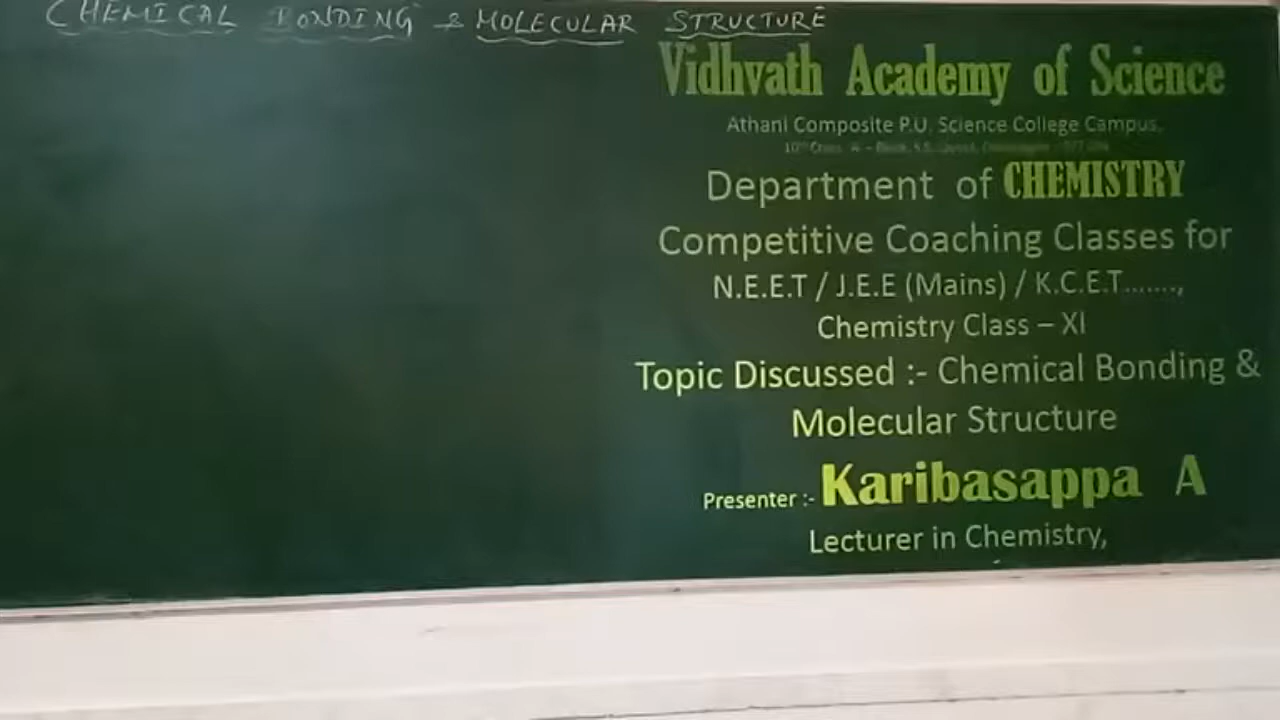 CHEMICAL BONDING & MOLECULAR STRUCTURE
Vidhvath Academy of Science
Athani Composite P.U. Science College Campus,
Department of CHEMISTRY
Competitive Coaching Classes for
N.E.E.T / J.E.E (Mains) / K.C.E.T.......,
Chemistry Class – XI
Topic Discussed :- Chemical Bonding &
Molecular Structure
Presenter :- Karibasappa A
Lecturer in Chemistry,